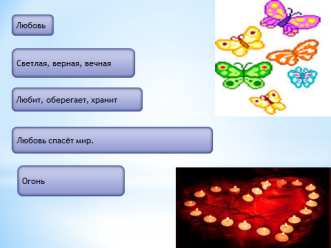 Любовь
Светлая, верная, вечная
Любит, оберегает, хранит
Любовь спасёт мир.
Огонь